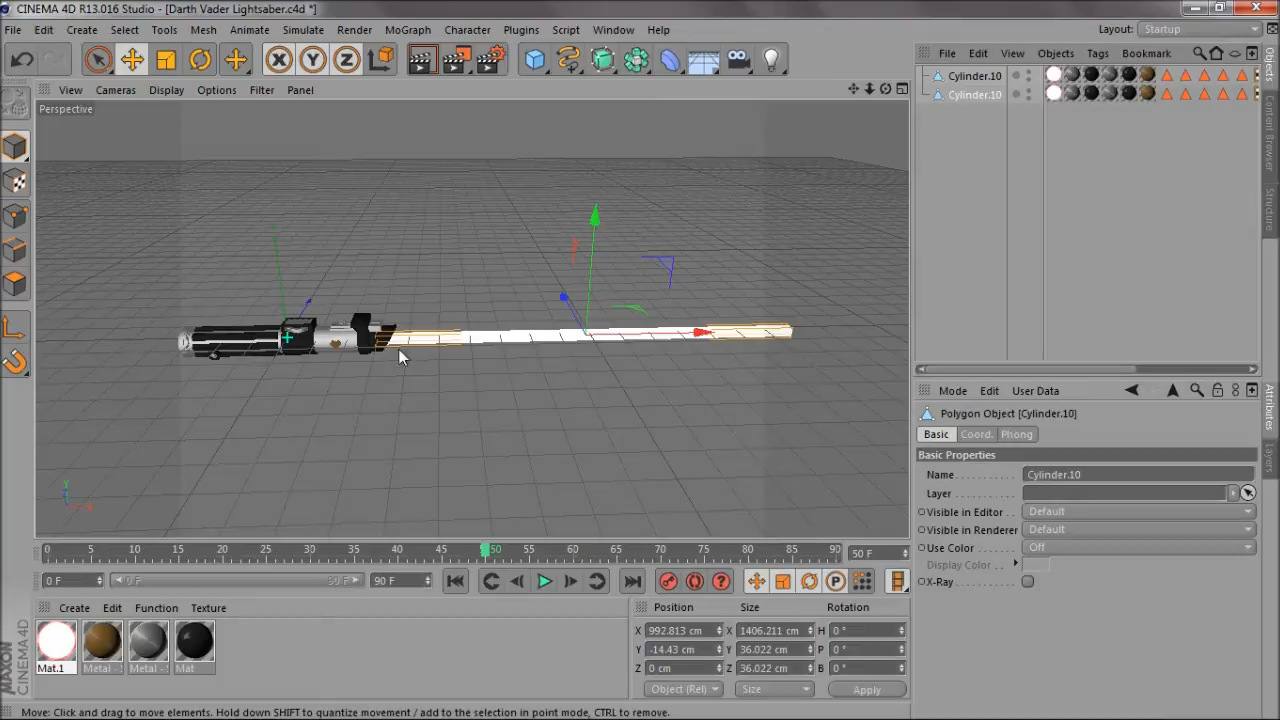 CINEMA 4D R13.016 Studio - [Darth Vader Lightsaber.c4d *]
File Edit Create Select Tools Mesh Animate Simulate Render MoGraph Character Plugins Script Window Help Layout: Startup
File Edit View Objects Tags Bookmark
Cylinder.10
Cylinder.10
View Cameras Display Options Filter Panel
Perspective
Objects
Content Browser
Structure
Mode Edit User Data
Polygon Object [Cylinder.10]
Basic Coord. Phong
Basic Properties
Name Cylinder.10
Layer
Visible in Editor Default
Visible in Renderer Default
Use Color Off
Display Color
X-Ray
Attributes
Layers
0 5 10 15 20 25 30 35 40 45 50 55 60 65 70 75 80 85 90 50 F
0 F 0 F 90 F 90 F
Create Edit Function Texture
Mat.1 Metal - Metal - Mat
Position Size Rotation
X 992.813 cm X 1406.211 cm H 0 °
Y -14.43 cm Y 36.022 cm P 0 °
Z 0 cm Z 36.022 cm B 0 °
Object (Rel) Size Apply
MAXON
CINEMA 4D
Move: Click and drag to move elements. Hold down SHIFT to quantize movement / add to the selection in point mode, CTRL to remove.